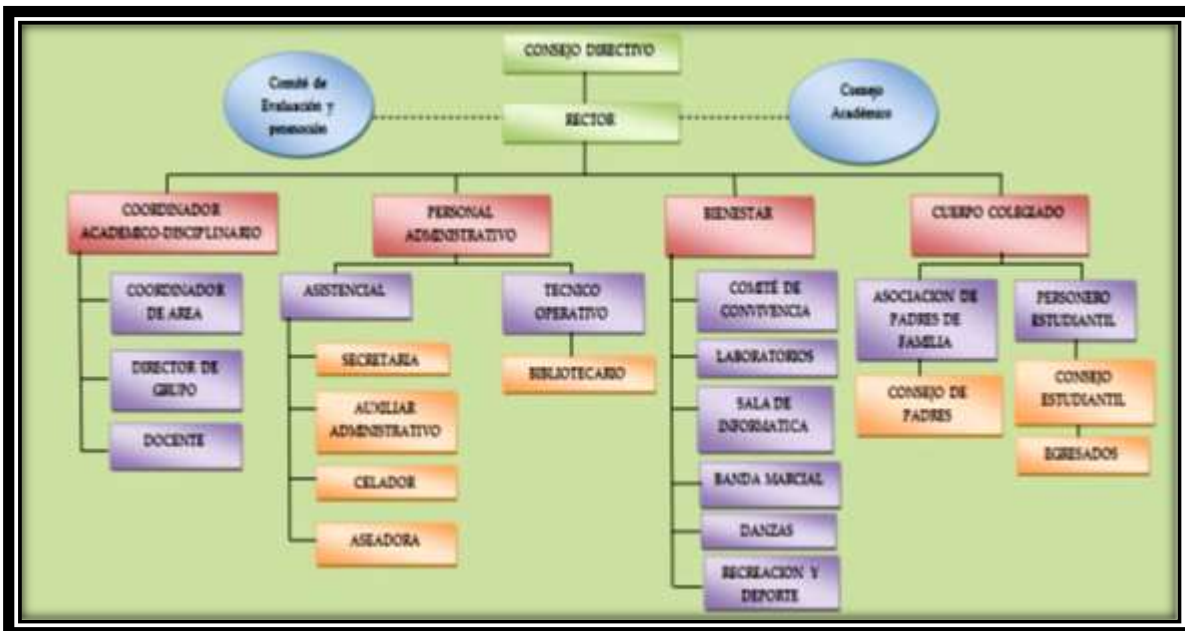 CONSEJO DIRECTIVO
Comité de
Evaluación y
promoción
RECTOR
Consejo
Académico
COORDINADOR
ACADEMICO-DISCIPLINARIO
PERSONAL
ADMINISTRATIVO
BIENESTAR
CUERPO COLEGIADO
COORDINADOR
DE AREA
DIRECTOR DE
GRUPO
DOCENTE
ASISTENCIAL
SECRETARIA
AUXILIAR
ADMINISTRATIVO
CELADOR
ASEADORA
TECNICO
OPERATIVO
BIBLIOTECARIO
COMITÉ DE
CONVIVENCIA
LABORATORIOS
SALA DE
INFORMATICA
BANDA MARCIAL
DANZAS
RECREACION Y
DEPORTE
ASOCIACION DE
PADRES DE
FAMILIA
CONSEJO DE
PADRES
PERSONERO
ESTUDIANTIL
CONSEJO
ESTUDIANTIL
EGRESADOS